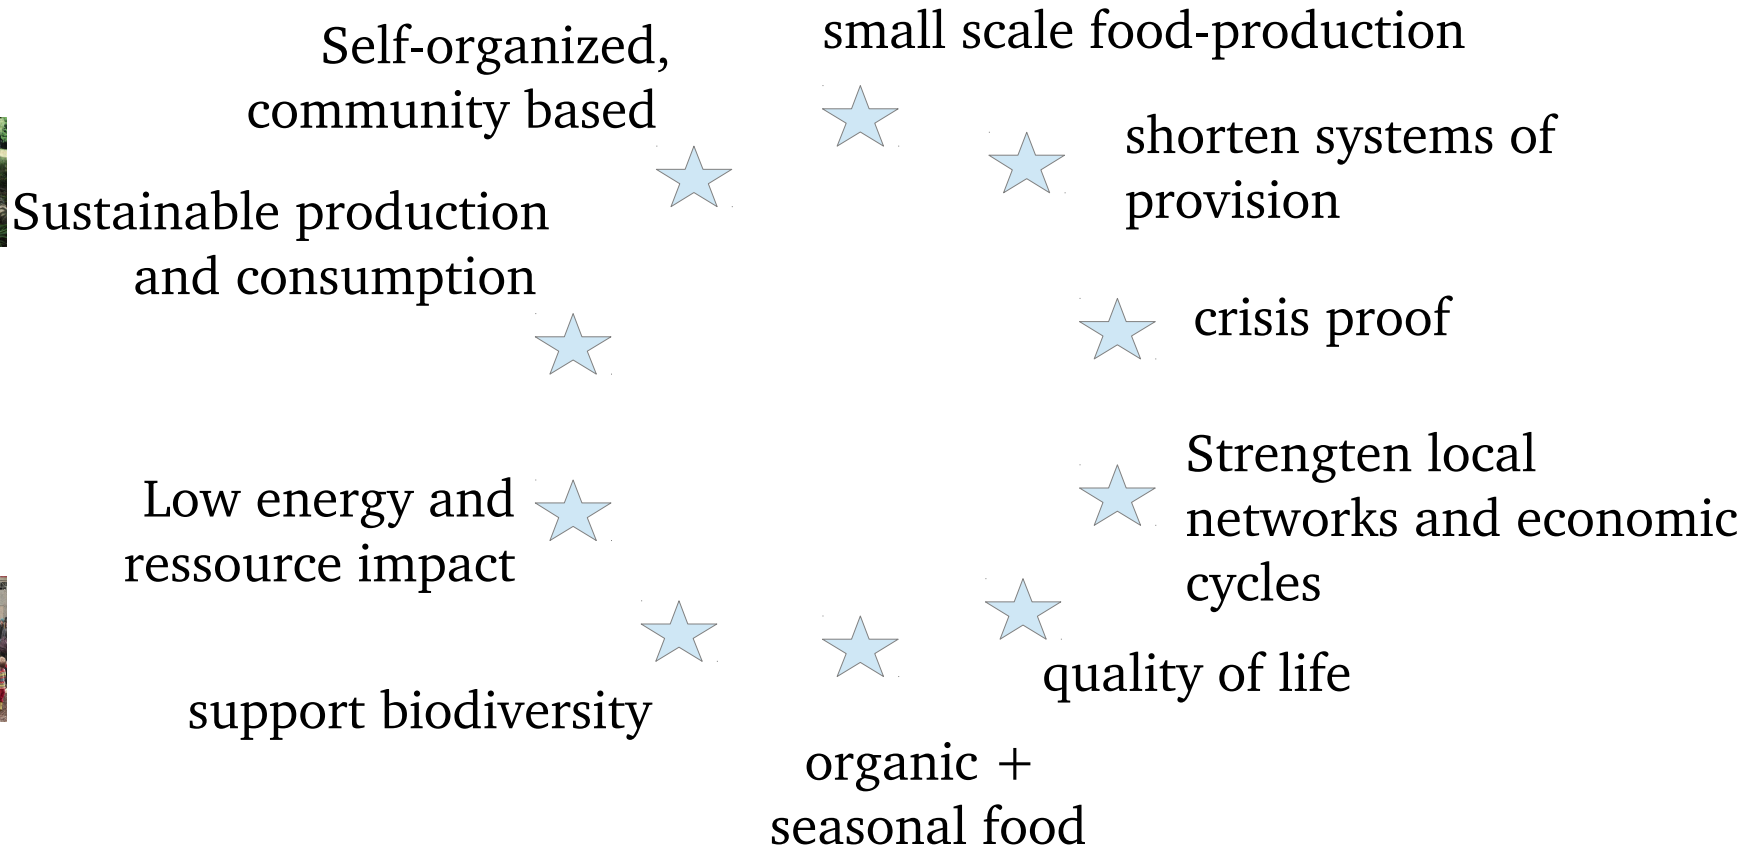 Self-organized,
community based
small scale food-production
shorten systems of
provision
Sustainable production
and consumption
crisis proof
Strengten local
networks and economic
cycles
Low energy and
ressource impact
quality of life
support biodiversity
organic +
seasonal food